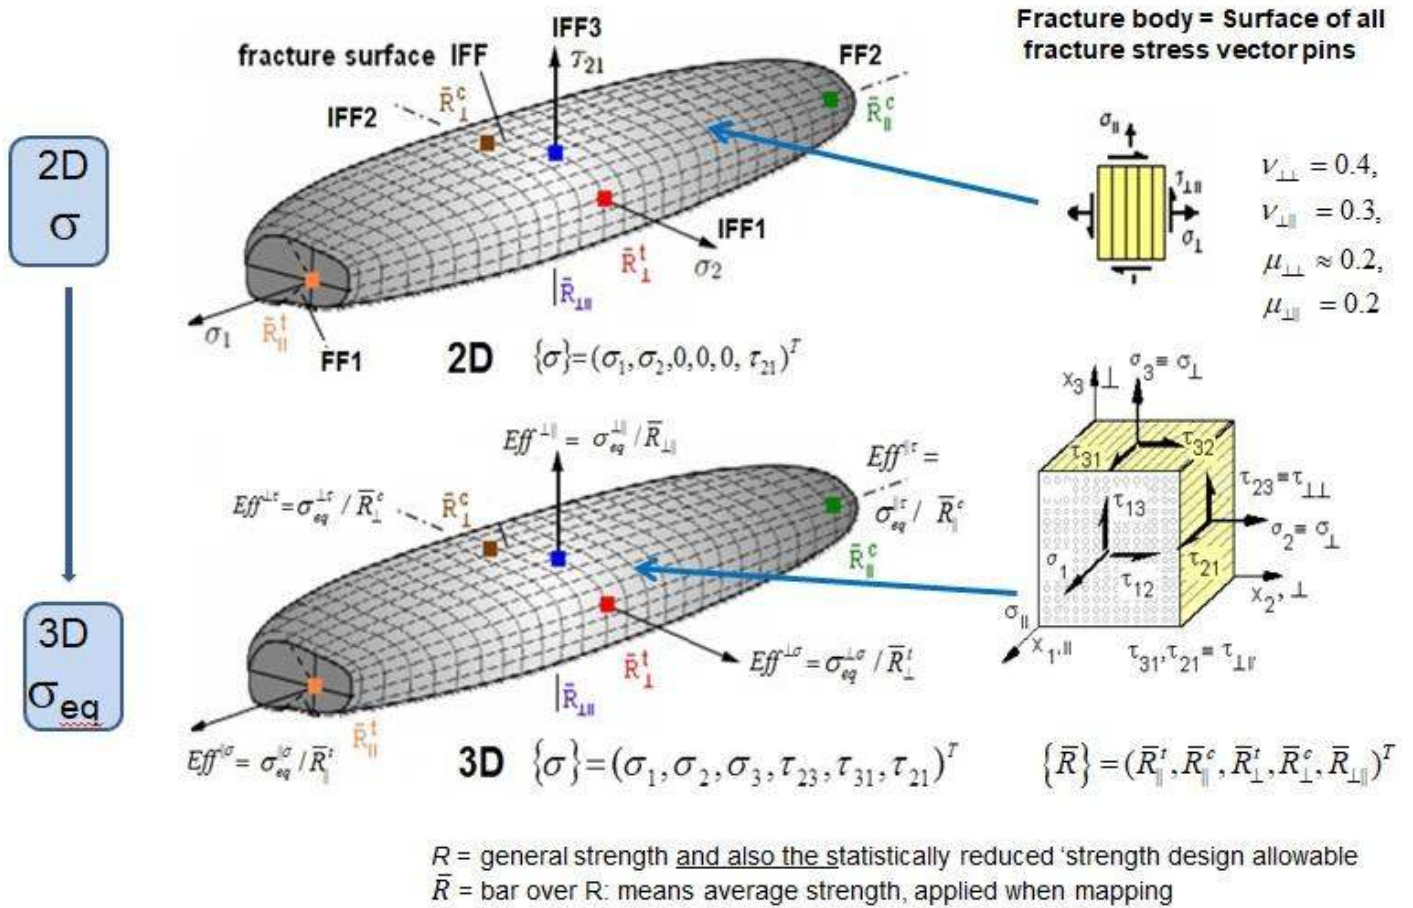 Fracture body = Surface of all
fracture stress vector pins
2D
σ
3D
σeq
IFF3
τ21
fracture surface IFF
FF2
R̄⊥c
R̄∥c
IFF2
IFF1
σ2
R̄⊥t
R̄⊥∥
σ1
R̄∥t
FF1
2D {σ}=(σ1,σ2,0,0,0, τ21)T
σ∥
τ⊥∥
σ⊥
ν⊥⊥ = 0.4,
ν⊥∥ = 0.3,
μ⊥⊥ ≈ 0.2,
μ⊥∥ = 0.2
Eff⊥∥ = σeq⊥∥ / R̄⊥∥
Eff∥τ =
σeq∥τ / R̄∥c
Eff⊥τ = σeq⊥τ / R̄⊥c
R̄⊥c
R̄∥c
R̄⊥t
R̄⊥∥
Eff⊥σ = σeq⊥σ / R̄⊥t
R̄∥t
Eff∥σ = σeq∥σ / R̄∥t
x3 ⊥
σ3≡ σ⊥
τ31
τ32
τ23≡τ⊥⊥
τ13
σ2≡ σ⊥
σ1
τ12
τ21
x2, ⊥
σ∥
x1,∥
τ31,τ21≡ τ⊥∥
3D {σ}=(σ1,σ2,σ3,τ23,τ31,τ21)T
{R̄}=(R̄∥t,R̄∥c,R̄⊥t,R̄⊥c,R̄⊥∥)T
R = general strength and also the statistically reduced ‘strength design allowable
R̄ = bar over R: means average strength, applied when mapping